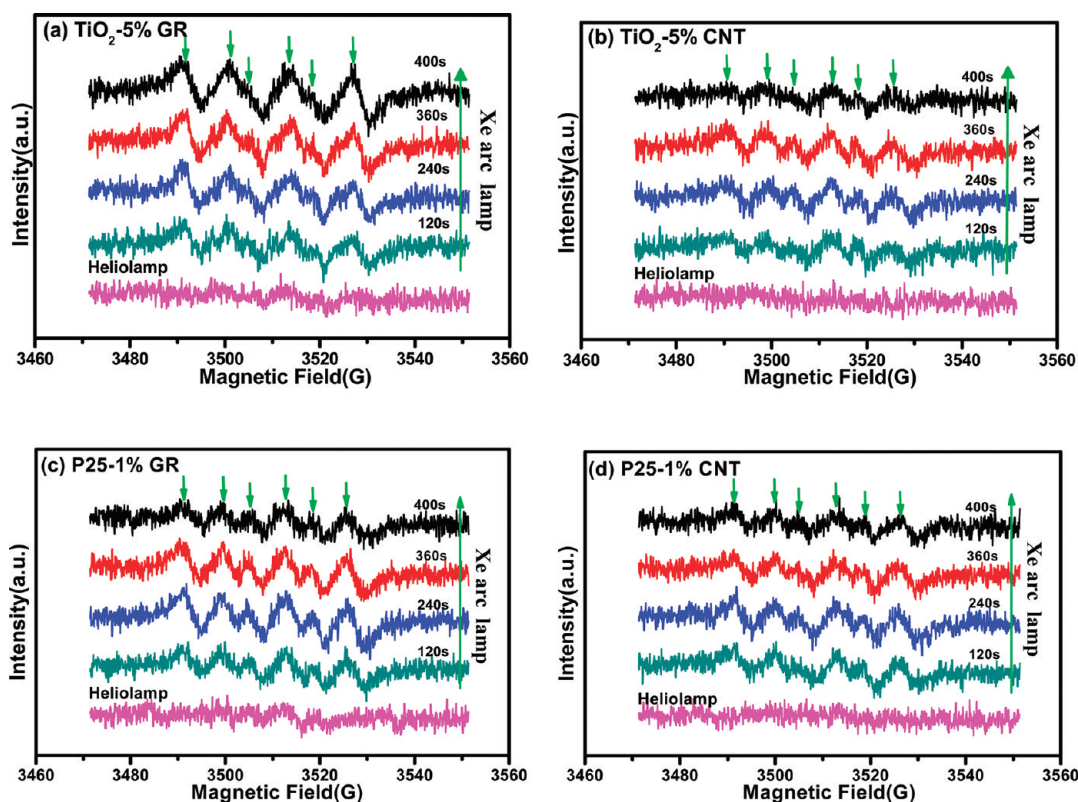 (a) TiO2-5% GR
400s
360s
240s
120s
Heliolamp
Xe arc lamp
Intensity(a.u.)
3460 3480 3500 3520 3540 3560
Magnetic Field(G)
(b) TiO2-5% CNT
400s
360s
240s
120s
Heliolamp
Xe arc lamp
Intensity(a.u.)
3460 3480 3500 3520 3540 3560
Magnetic Field(G)
(c) P25-1% GR
400s
360s
240s
120s
Heliolamp
Xe arc lamp
Intensity(a.u.)
3460 3480 3500 3520 3540 3560
Magnetic Field(G)
(d) P25-1% CNT
400s
360s
240s
120s
Heliolamp
Xe arc lamp
Intensity(a.u.)
3460 3480 3500 3520 3540 3560
Magnetic Field(G)